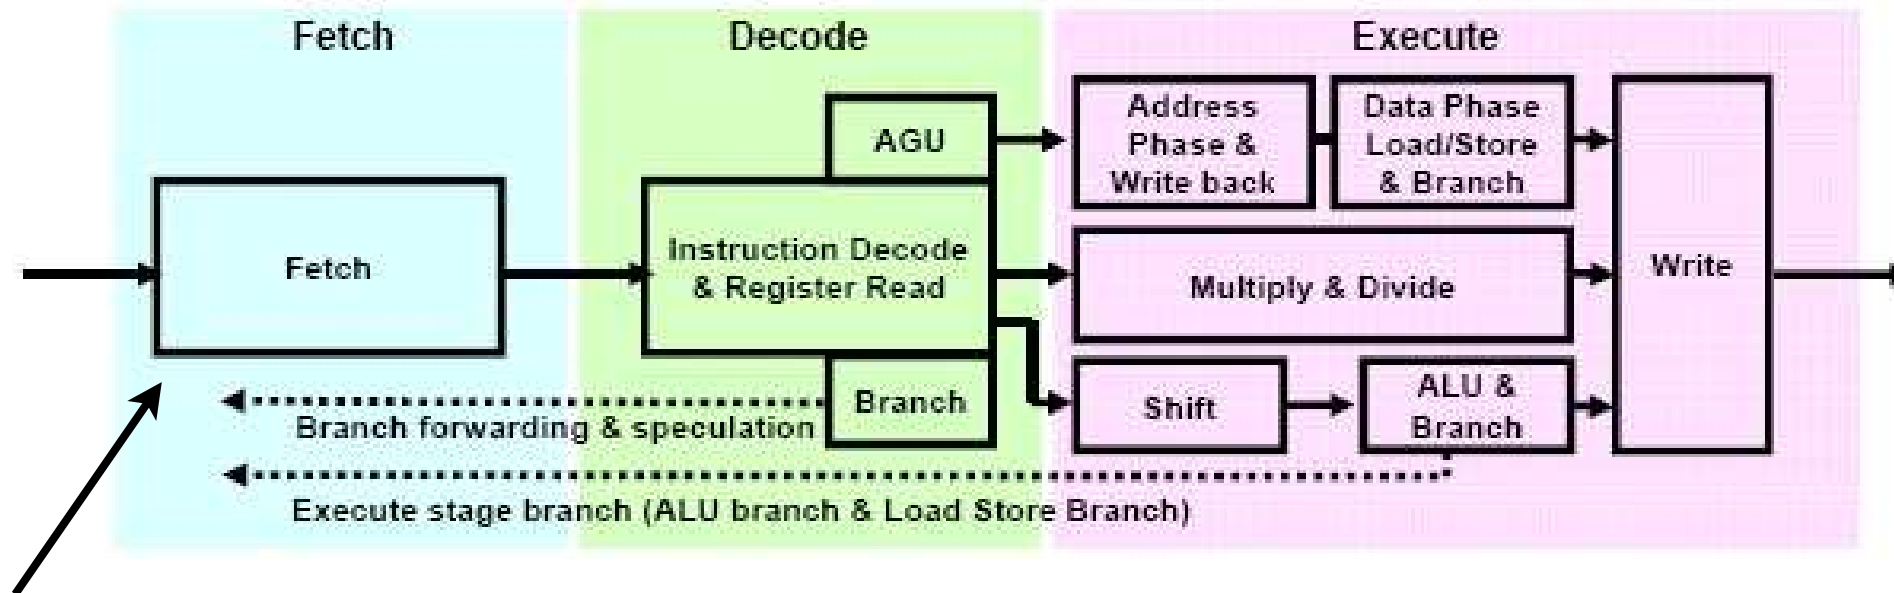 Fetch
Decode
Execute
Fetch
AGU
Instruction Decode
& Register Read
Branch
Address
Phase &
Write back
Data Phase
Load/Store
& Branch
Multiply & Divide
Shift
ALU &
Branch
Write
Branch forwarding & speculation
Execute stage branch (ALU branch & Load Store Branch)